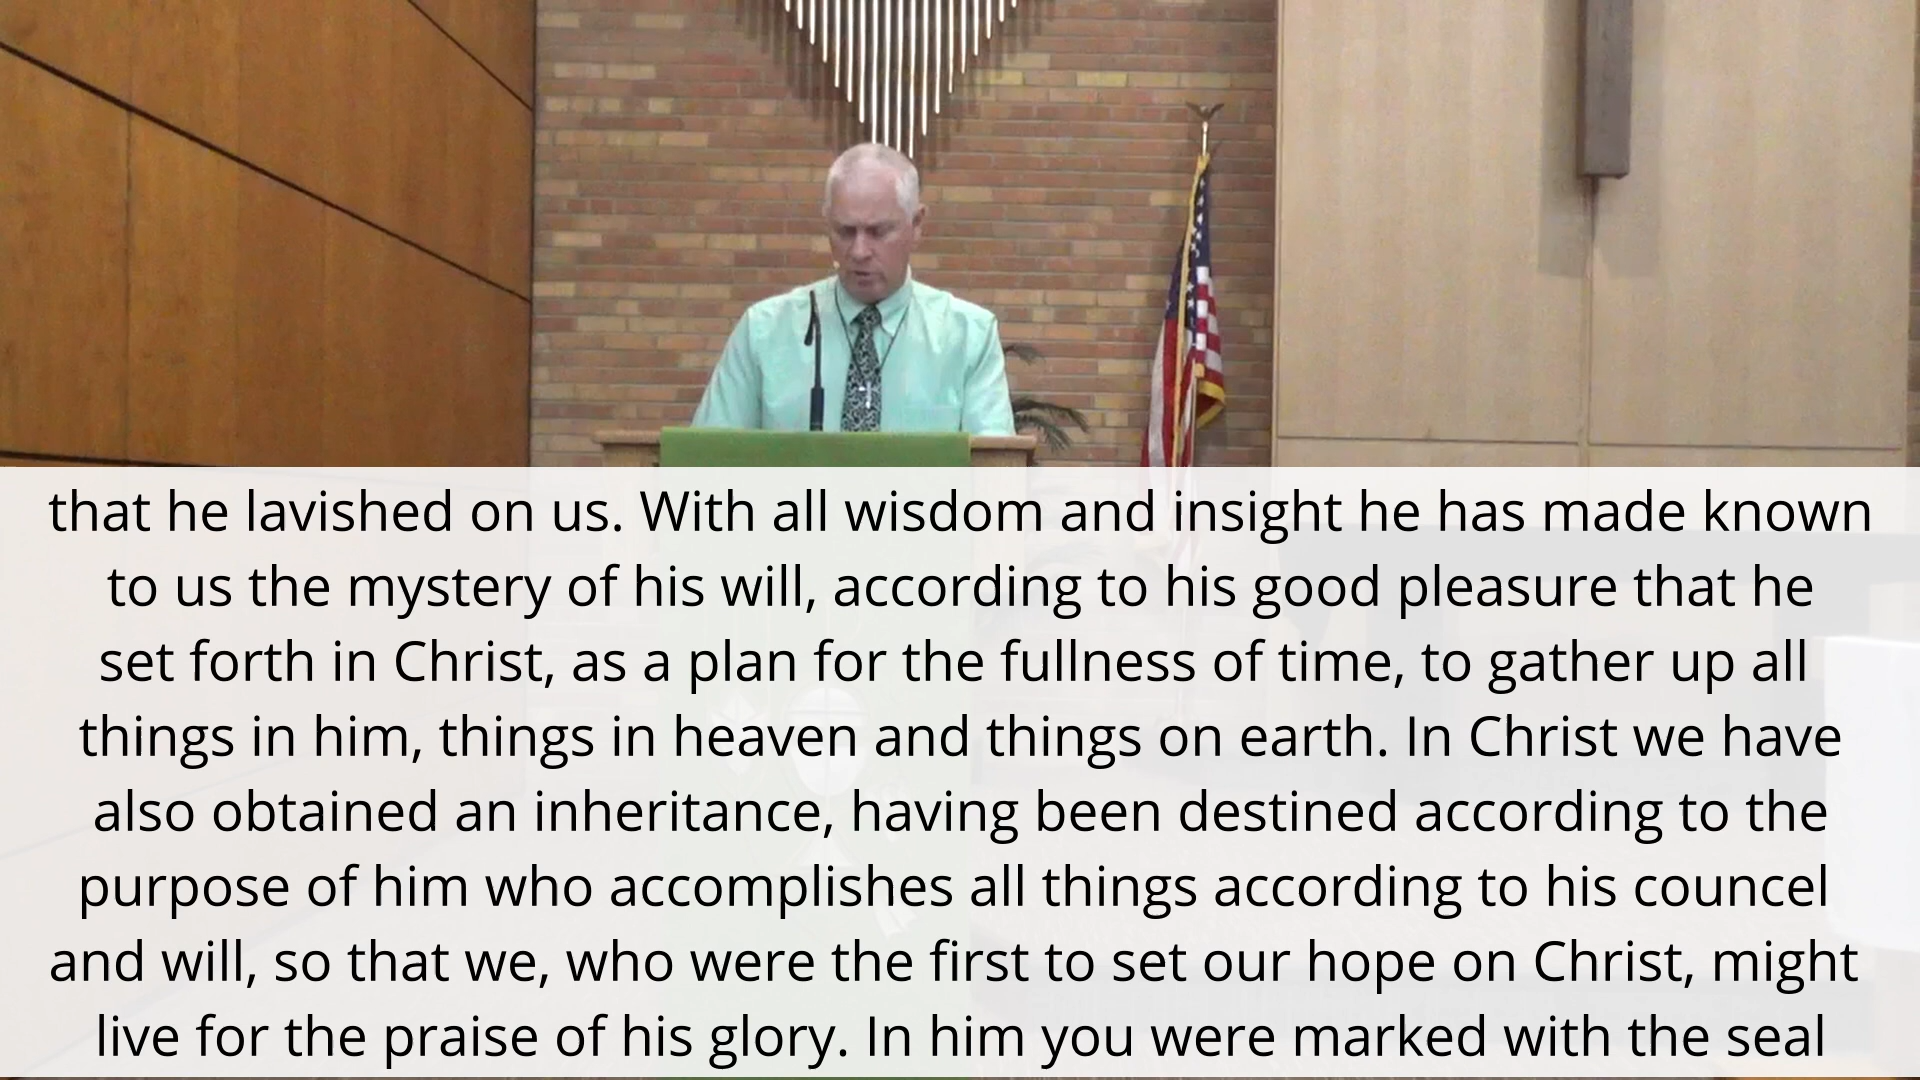 that he lavished on us. With all wisdom and insight he has made known
to us the mystery of his will, according to his good pleasure that he
set forth in Christ, as a plan for the fullness of time, to gather up all
things in him, things in heaven and things on earth. In Christ we have
also obtained an inheritance, having been destined according to the
purpose of him who accomplishes all things according to his councel
and will, so that we, who were the first to set our hope on Christ, might
live for the praise of his glory. In him you were marked with the seal